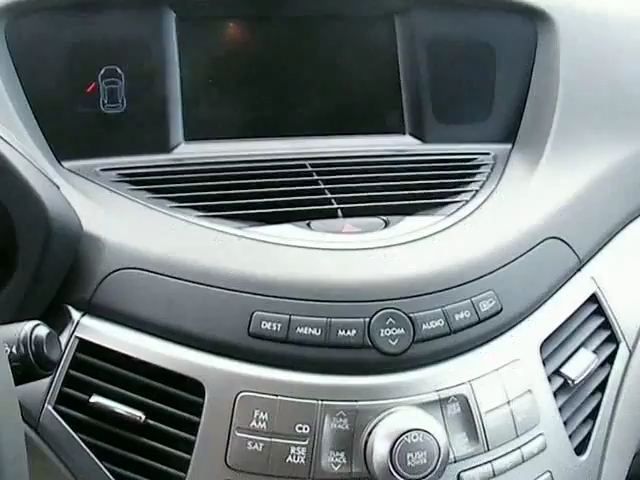 DEST MENU MAP ZOOM AUDIO INFO
FM AM
CD
SAT
RSE AUX
TUNE TRACK
TUNE TRACK
VOL
PUSH POWER